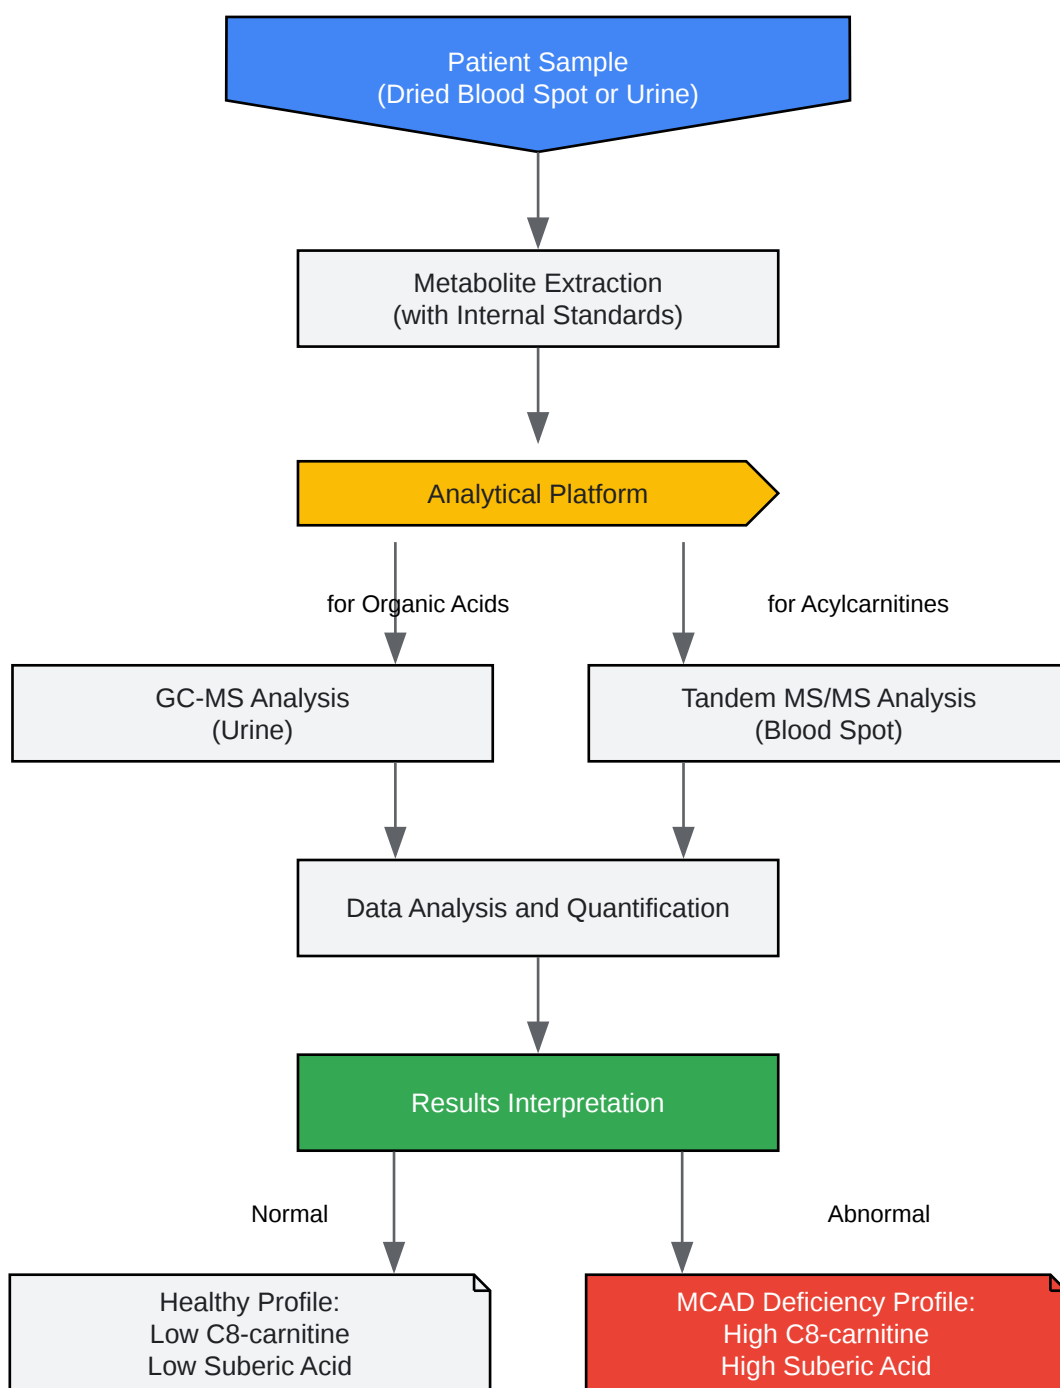 Patient Sample
(Dried Blood Spot or Urine)
Metabolite Extraction
(with Internal Standards)
Analytical Platform
for Organic Acids
for Acylcarnitines
GC-MS Analysis
(Urine)
Tandem MS/MS Analysis
(Blood Spot)
Data Analysis and Quantification
Results Interpretation
Normal
Abnormal
Healthy Profile:
Low C8-carnitine
Low Suberic Acid
MCAD Deficiency Profile:
High C8-carnitine
High Suberic Acid